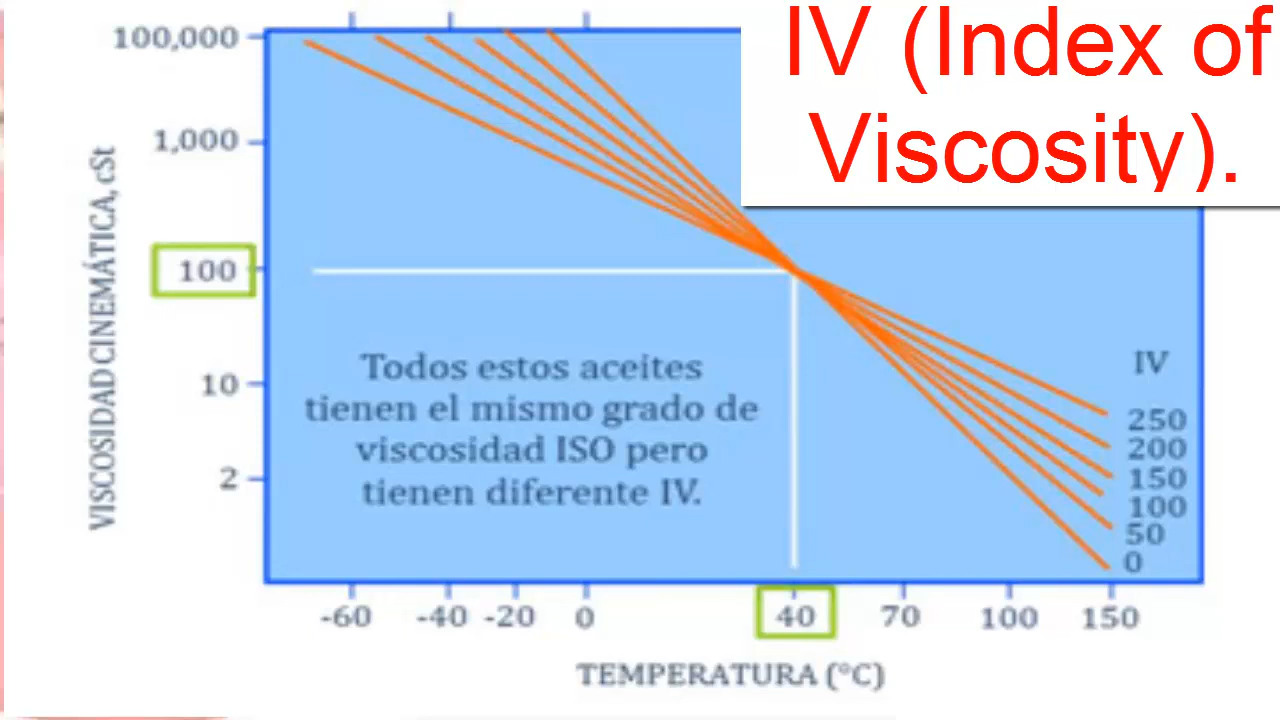 IV (Index of
Viscosity).
100,000
1,000
100
10
2
VISCOSIDAD CINEMÁTICA, cSt
Todos estos aceites
tienen el mismo grado de
viscosidad ISO pero
tienen diferente IV.
IV
250
200
150
100
50
0
-60 -40 -20 0 40 70 100 150
TEMPERATURA (°C)